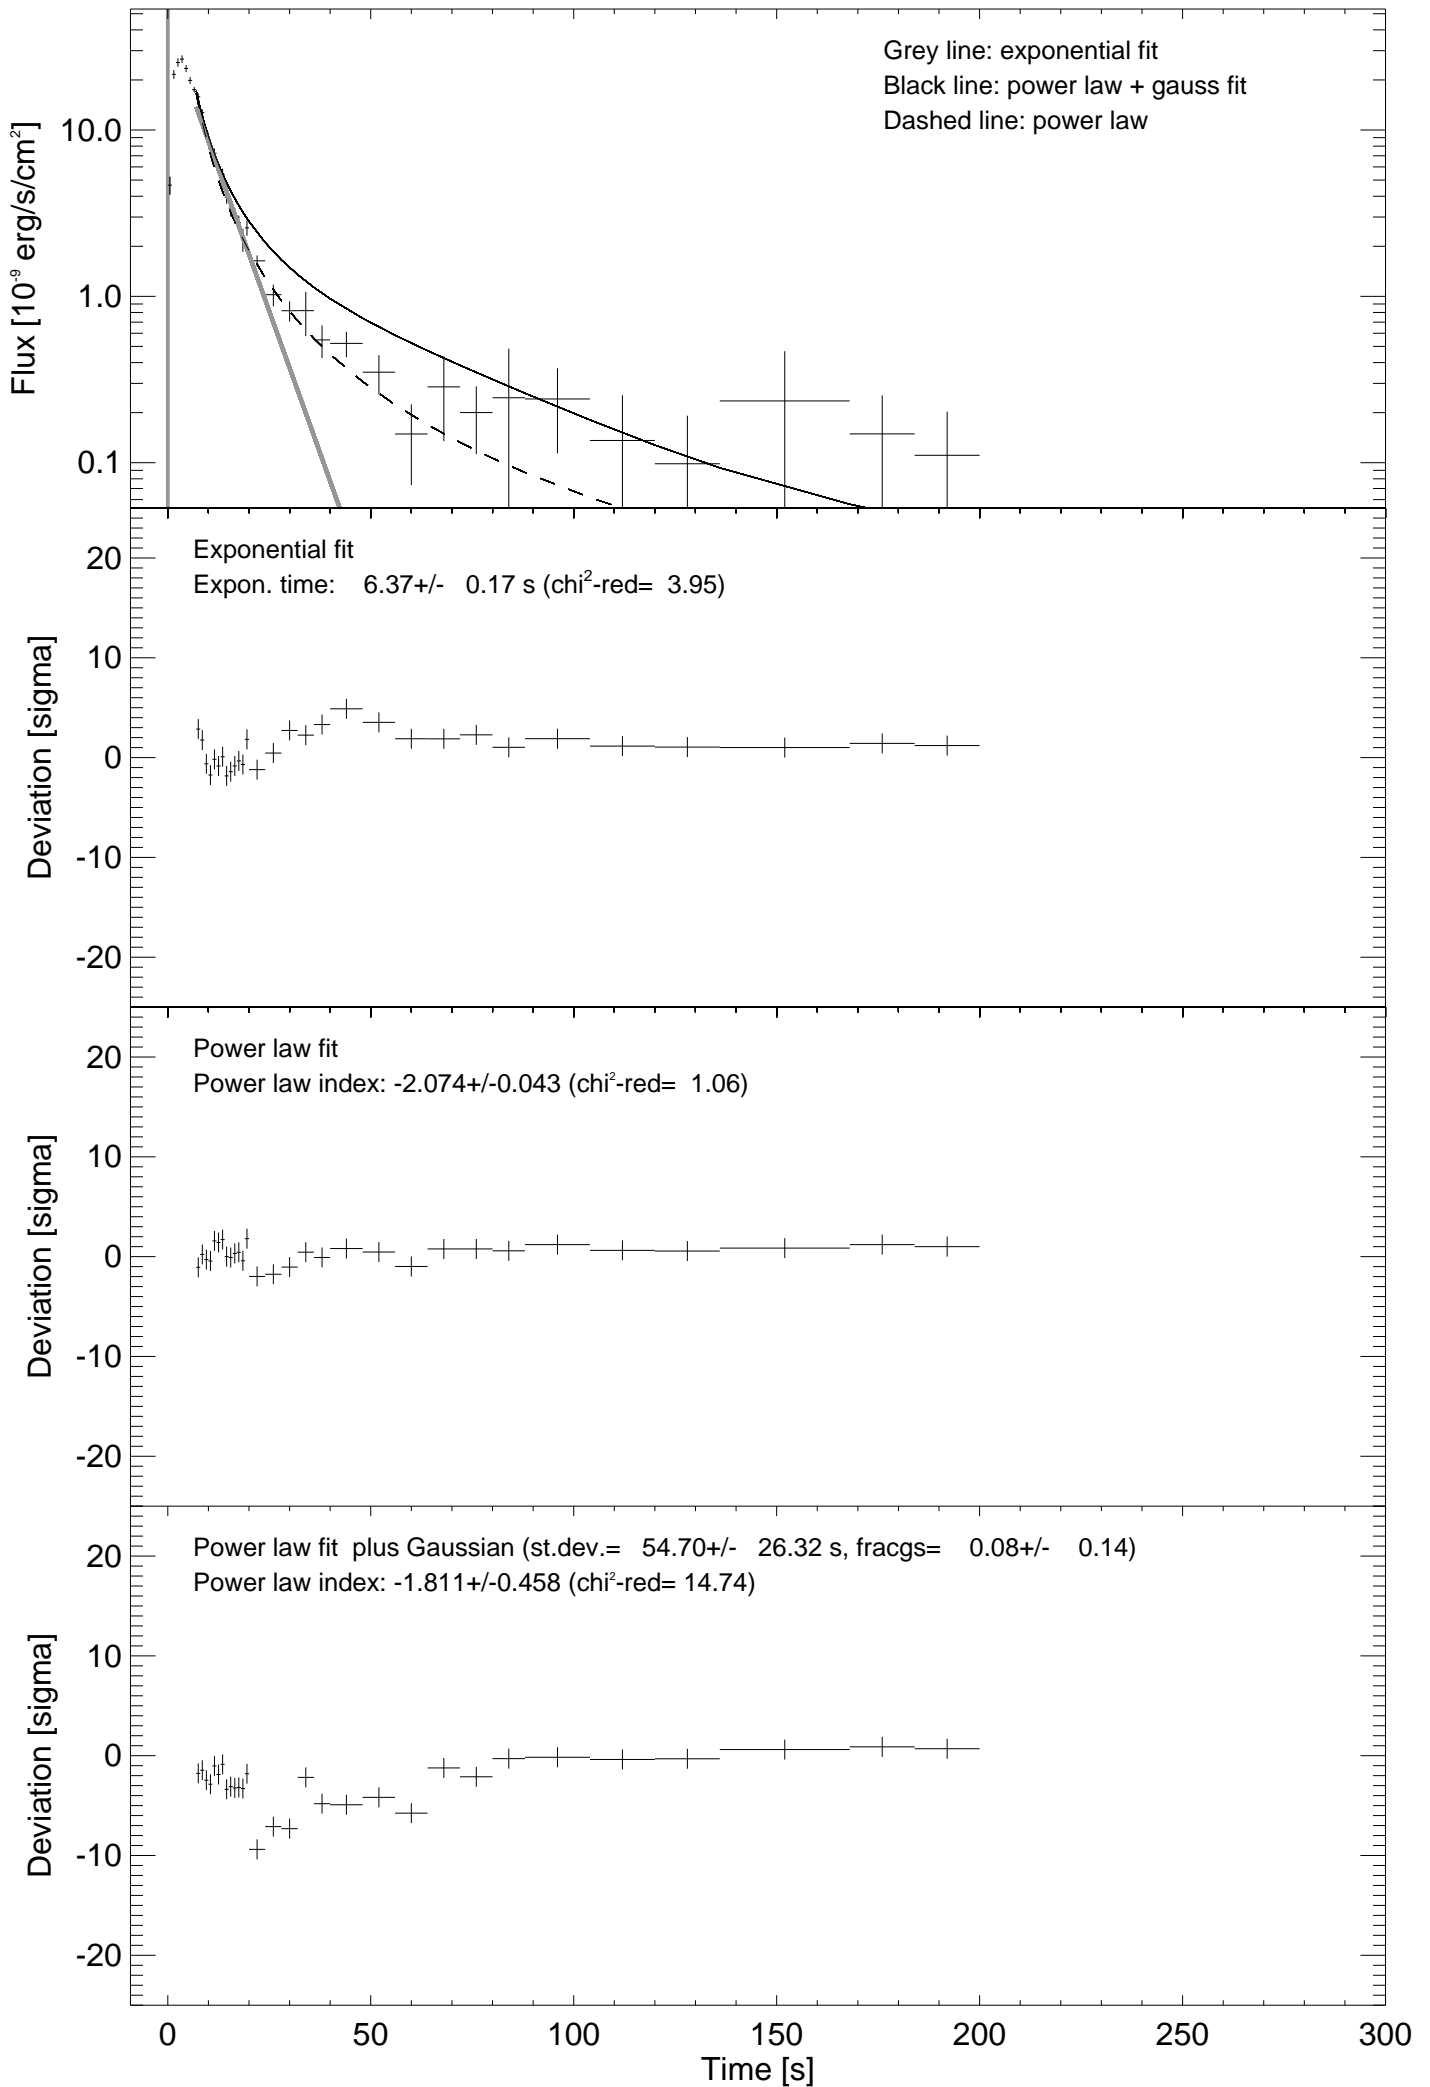 Grey line: exponential fit
Black line: power law + gauss fit
Dashed line: power law
Flux [10⁻⁹ erg/s/cm²]
10.0
1.0
0.1
Exponential fit
Expon. time: 6.37+/- 0.17 s (chi²-red= 3.95)
Deviation [sigma]
20
10
0
-10
-20
Power law fit
Power law index: -2.074+/-0.043 (chi²-red= 1.06)
Deviation [sigma]
20
10
0
-10
-20
Power law fit plus Gaussian (st.dev.= 54.70+/- 26.32 s, fracgs= 0.08+/- 0.14)
Power law index: -1.811+/-0.458 (chi²-red= 14.74)
Deviation [sigma]
20
10
0
-10
-20
0 50 100 150 200 250 300
Time [s]